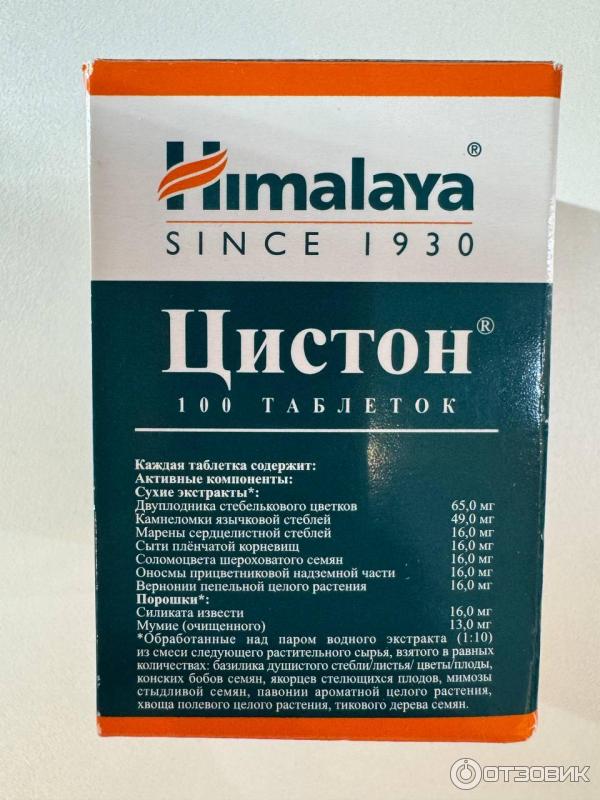 Himalaya®
SINCE 1930
Цистон®
100 ТАБЛЕТОК
Каждая таблетка содержит:
Активные компоненты:
Сухие экстракты*:
Двуплодника стебелькового цветков 65,0 мг
Камнеломки язычковой стеблей 49,0 мг
Марены сердцелистной стеблей 16,0 мг
Сыти плёнчатой корневищ 16,0 мг
Соломоцвета шероховатого семян 16,0 мг
Оносмы прицветниковой надземной части 16,0 мг
Вернонии пепельной целого растения 16,0 мг
Порошки*:
Силиката извести 16,0 мг
Мумие (очищенного) 13,0 мг
*Обработанные над паром водного экстракта (1:10)
из смеси следующего растительного сырья, взятого в равных
количествах: базилика душистого стебли/листья/ цветы/плоды,
конских бобов семян, якорцев стелющихся плодов, мимозы
стыдливой семян, павонии ароматной целого растения,
хвоща полевого целого растения, тикового дерева семян.
ОТЗОВИК